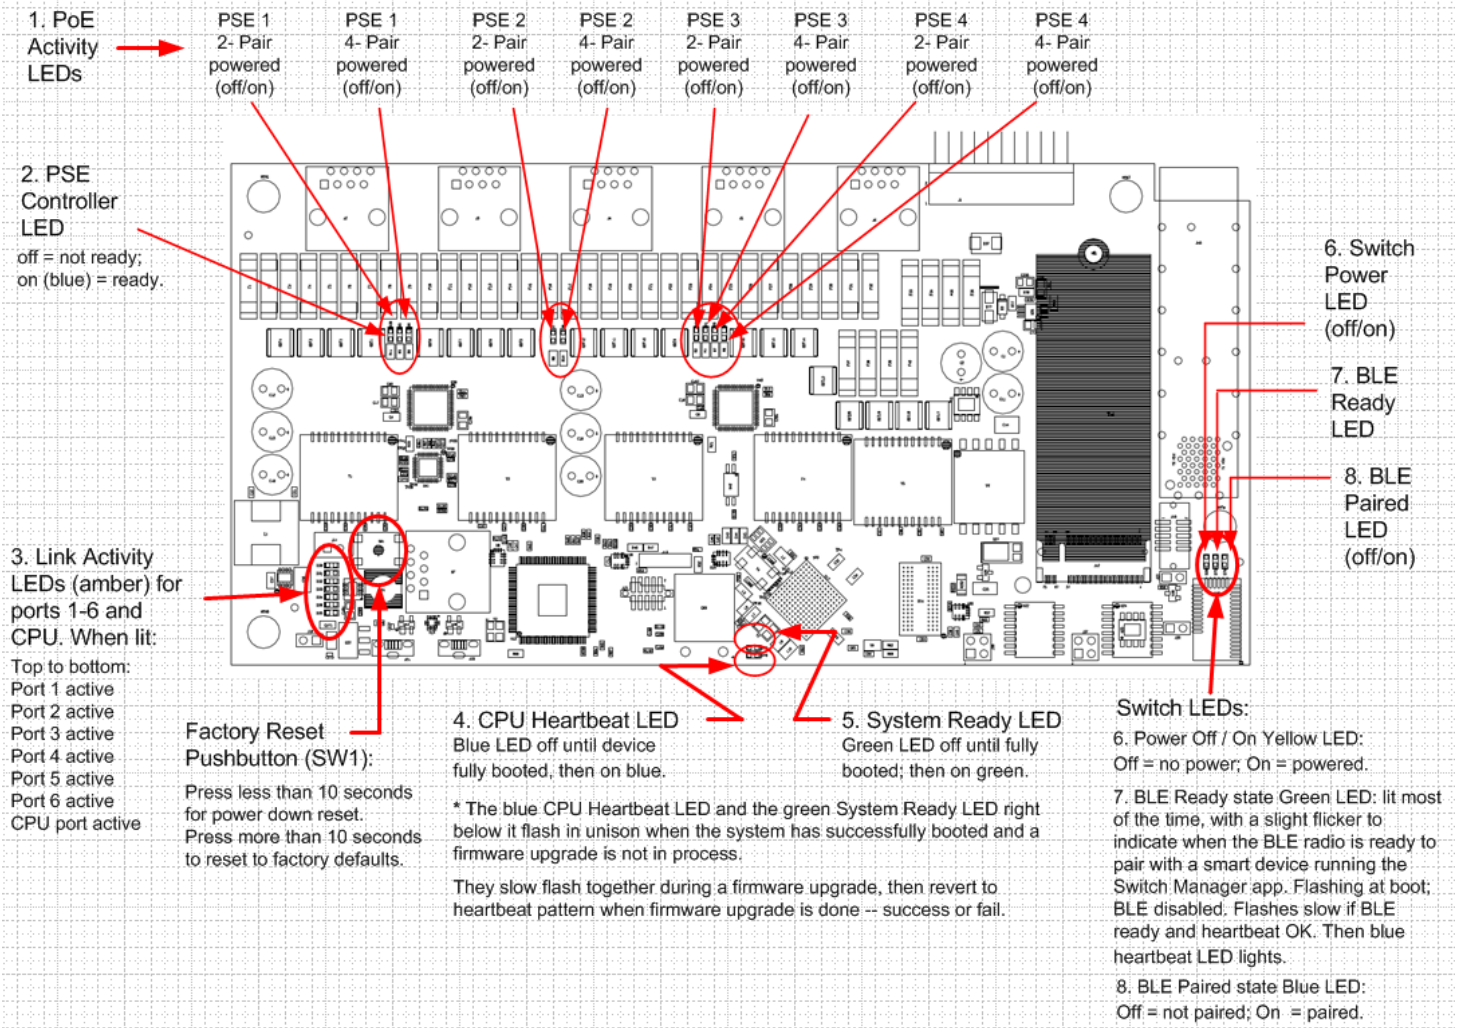 1. PoE
Activity
LEDs
PSE 1
2- Pair
powered
(off/on)
PSE 1
4- Pair
powered
(off/on)
PSE 2
2- Pair
powered
(off/on)
PSE 2
4- Pair
powered
(off/on)
PSE 3
2- Pair
powered
(off/on)
PSE 3
4- Pair
powered
(off/on)
PSE 4
2- Pair
powered
(off/on)
PSE 4
4- Pair
powered
(off/on)
2. PSE
Controller
LED
off = not ready;
on (blue) = ready.
3. Link Activity
LEDs (amber) for
ports 1-6 and
CPU. When lit:
Top to bottom:
Port 1 active
Port 2 active
Port 3 active
Port 4 active
Port 5 active
Port 6 active
CPU port active
Factory Reset
Pushbutton (SW1):
Press less than 10 seconds
for power down reset.
Press more than 10 seconds
to reset to factory defaults.
4. CPU Heartbeat LED
Blue LED off until device
fully booted, then on blue.
5. System Ready LED
Green LED off until fully
booted; then on green.
* The blue CPU Heartbeat LED and the green System Ready LED right
below it flash in unison when the system has successfully booted and a
firmware upgrade is not in process.
They slow flash together during a firmware upgrade, then revert to
heartbeat pattern when firmware upgrade is done -- success or fail.
6. Switch
Power
LED
(off/on)
7. BLE
Ready
LED
8. BLE
Paired
LED
(off/on)
Switch LEDs:
6. Power Off / On Yellow LED:
Off = no power; On = powered.
7. BLE Ready state Green LED: lit most
of the time, with a slight flicker to
indicate when the BLE radio is ready to
pair with a smart device running the
Switch Manager app. Flashing at boot;
BLE disabled. Flashes slow if BLE
ready and heartbeat OK. Then blue
heartbeat LED lights.
8. BLE Paired state Blue LED:
Off = not paired; On = paired.